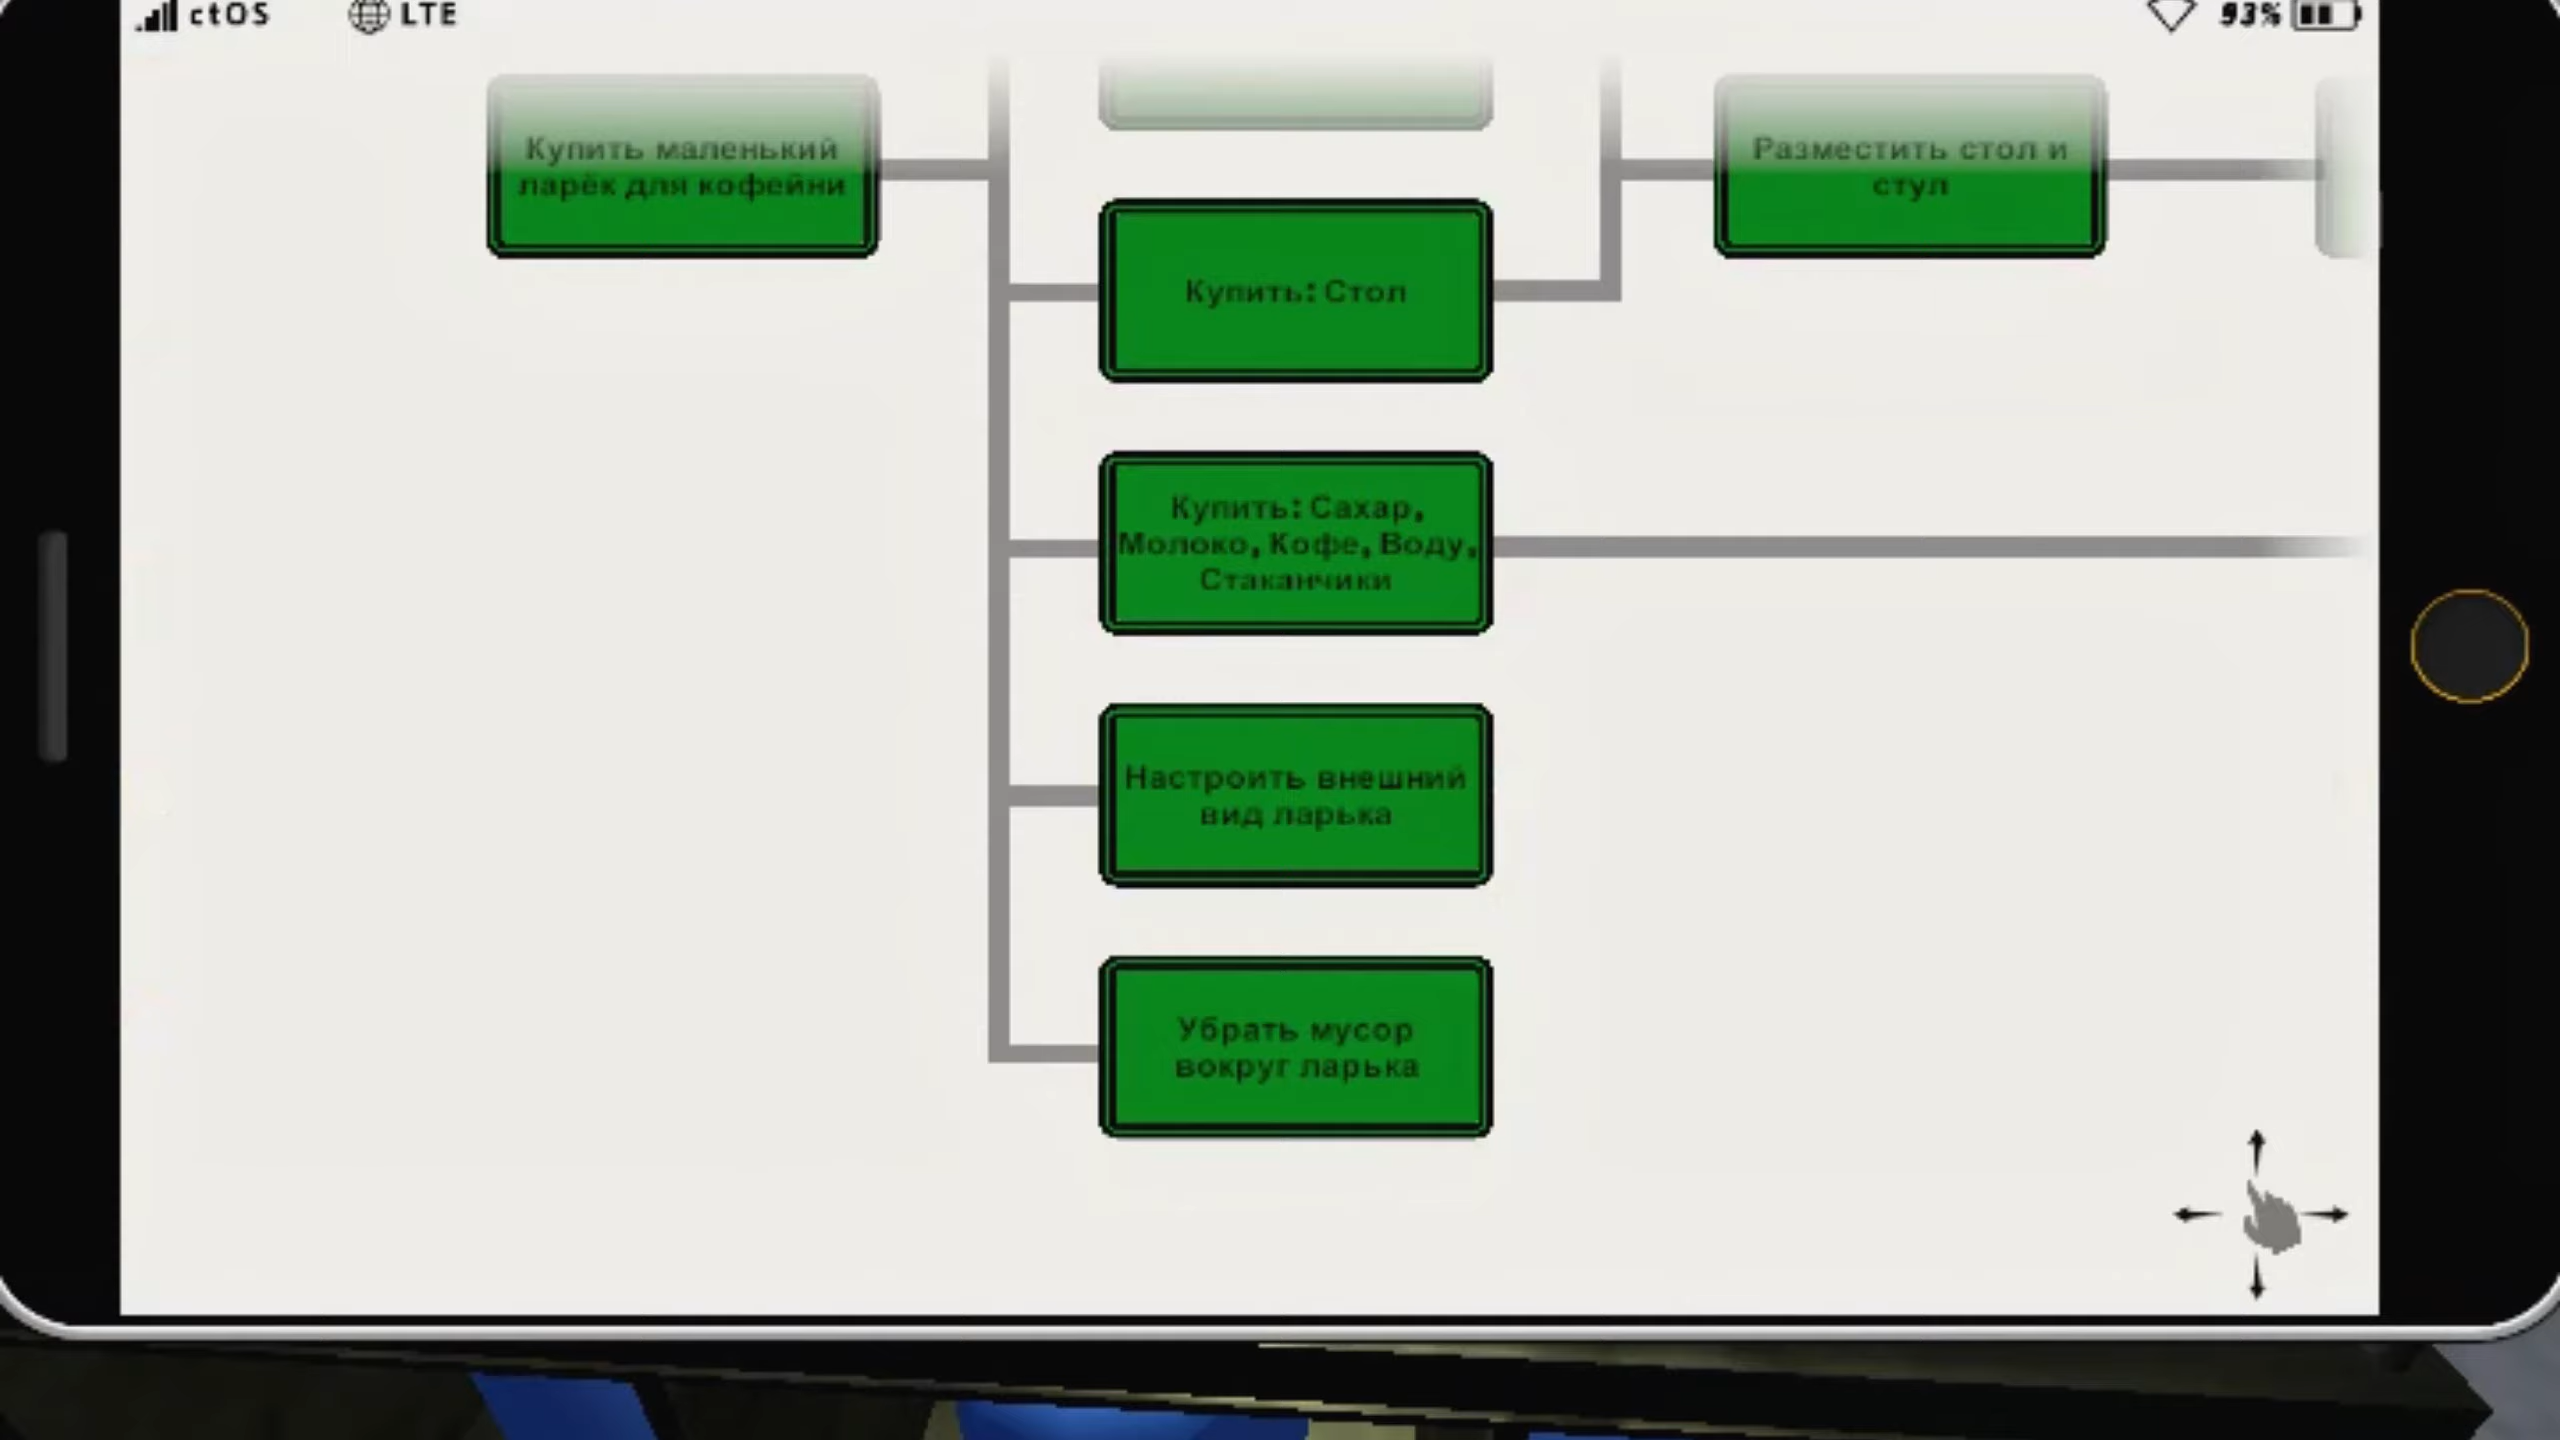 ctOS LTE 93%
Купить маленький
ларёк для кофейни
Разместить стол и
стул
Купить: Стол
Купить: Сахар,
Молоко, Кофе, Воду,
Стаканчики
Настроить внешний
вид ларька
Убрать мусор
вокруг ларька